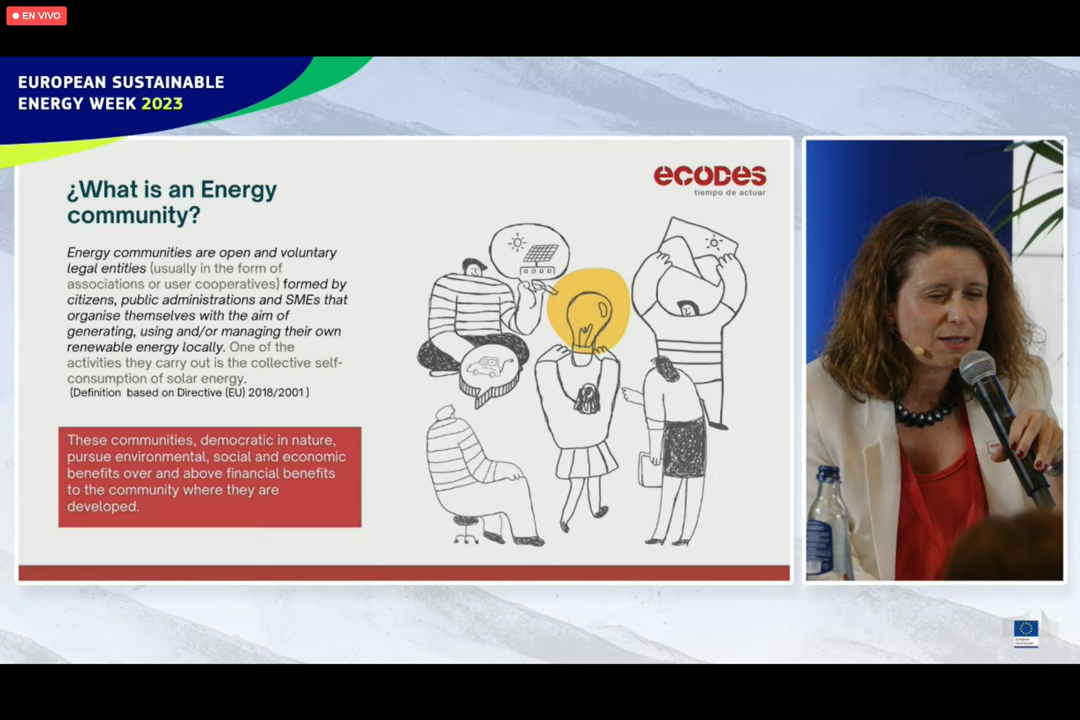 EN VIVO
EUROPEAN SUSTAINABLE
ENERGY WEEK 2023
ecodes
tiempo de actuar
¿What is an Energy
community?
Energy communities are open and voluntary
legal entities (usually in the form of
associations or user cooperatives) formed by
citizens, public administrations and SMEs that
organise themselves with the aim of
generating, using and/or managing their own
renewable energy locally. One of the
activities they carry out is the collective self-
consumption of solar energy.
(Definition based on Directive (EU) 2018/2001 )
These communities, democratic in nature,
pursue environmental, social and economic
benefits over and above financial benefits
to the community where they are
developed.
European
Commission